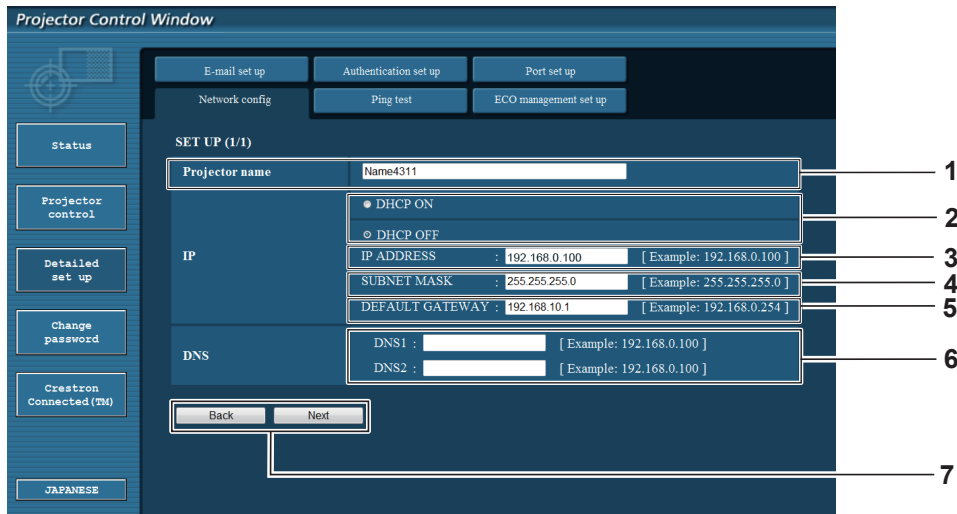 Projector Control Window
E-mail set up
Authentication set up
Port set up
Network config
Ping test
ECO management set up
Status
Projector
control
Detailed
set up
Change
password
Crestron
Connected(TM)
JAPANESE
SET UP (1/1)
Projector name
Name4311
1
IP
DHCP ON
DHCP OFF
2
IP ADDRESS : 192.168.0.100 [ Example: 192.168.0.100 ]
3
SUBNET MASK : 255.255.255.0 [ Example: 255.255.255.0 ]
4
DEFAULT GATEWAY : 192.168.10.1 [ Example: 192.168.0.254 ]
5
DNS
DNS1 : [ Example: 192.168.0.100 ]
DNS2 : [ Example: 192.168.0.100 ]
6
Back
Next
7